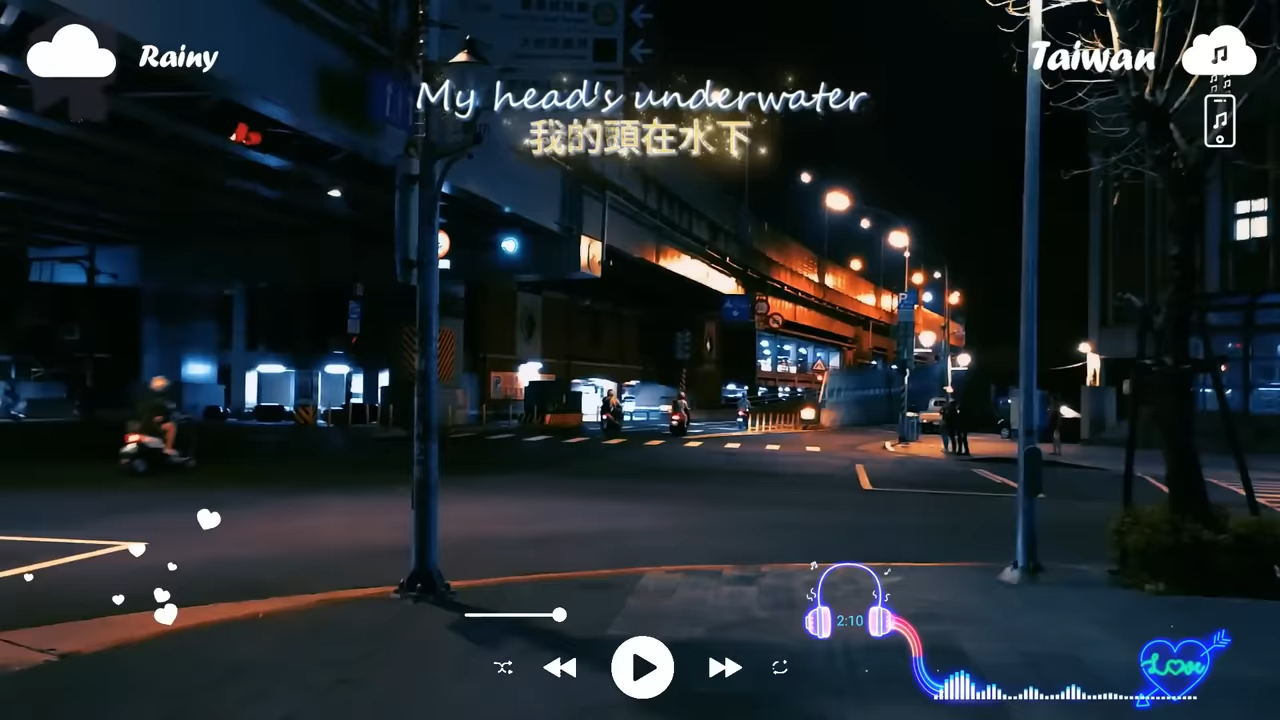 Rainy
Taiwan
My head's underwater
我的頭在水下
P
2:10
Love